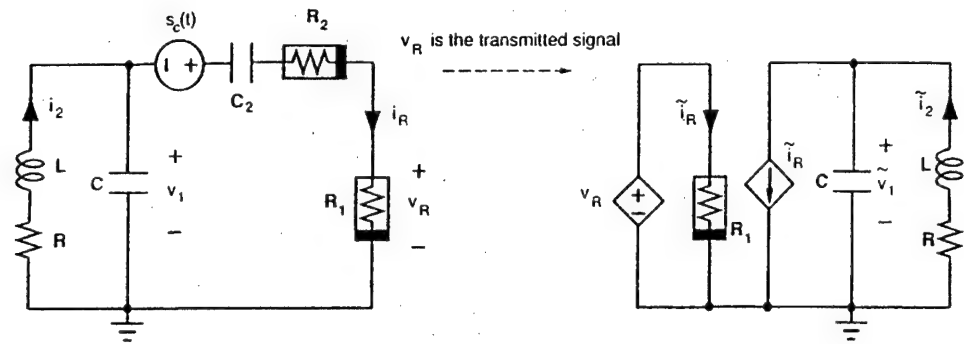 s_c(t)
R_2
v_R is the transmitted signal
C_2
i_2
i_R
ĩ_R
ĩ_R
ĩ_2
L
C
+
v_1
−
R_1
+
v_R
−
v_R
+
−
C
+
ṽ_1
−
L
R
R_1
R
− +